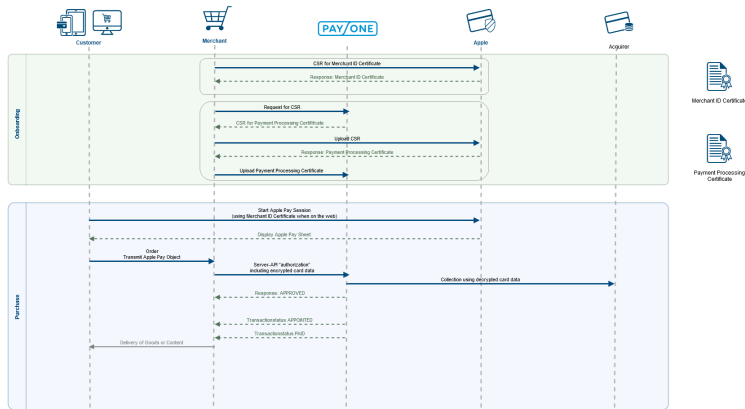 PAY/ONE
Customer
Merchant
Apple
Acquirer
Onboarding
CSR for Merchant ID Certificate
Response: Merchant ID Certificate
Request for CSR
CSR for Payment Processing Certificate
Upload CSR
Response: Payment Processing Certificate
Upload Payment Processing Certificate
Merchant ID Certificate
Payment Processing
Certificate
Purchase
Start Apple Pay Session
(using Merchant ID Certificate when on the web)
Display Apple Pay Sheet
Order
Transmit Apple Pay Object
Server-API "authorization"
including encrypted card data
Collection using decrypted card data
Response: APPROVED
Transactionstatus APPOINTED
Transactionstatus PAID
Delivery of Goods or Content